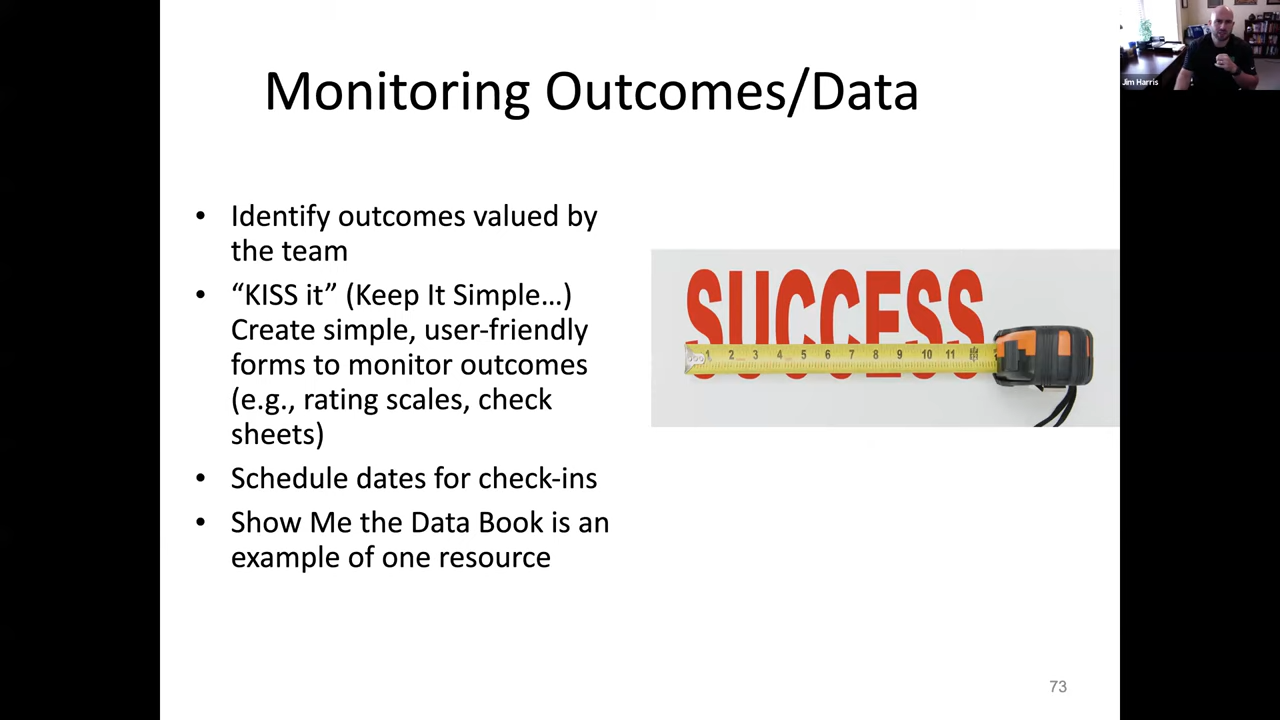 Monitoring Outcomes/Data
Jim Harris
• Identify outcomes valued by
the team
• “KISS it” (Keep It Simple…)
Create simple, user-friendly
forms to monitor outcomes
(e.g., rating scales, check
sheets)
• Schedule dates for check-ins
• Show Me the Data Book is an
example of one resource
SUCCESS
1 2 3 4 5 6 7 8 9 10 11
73